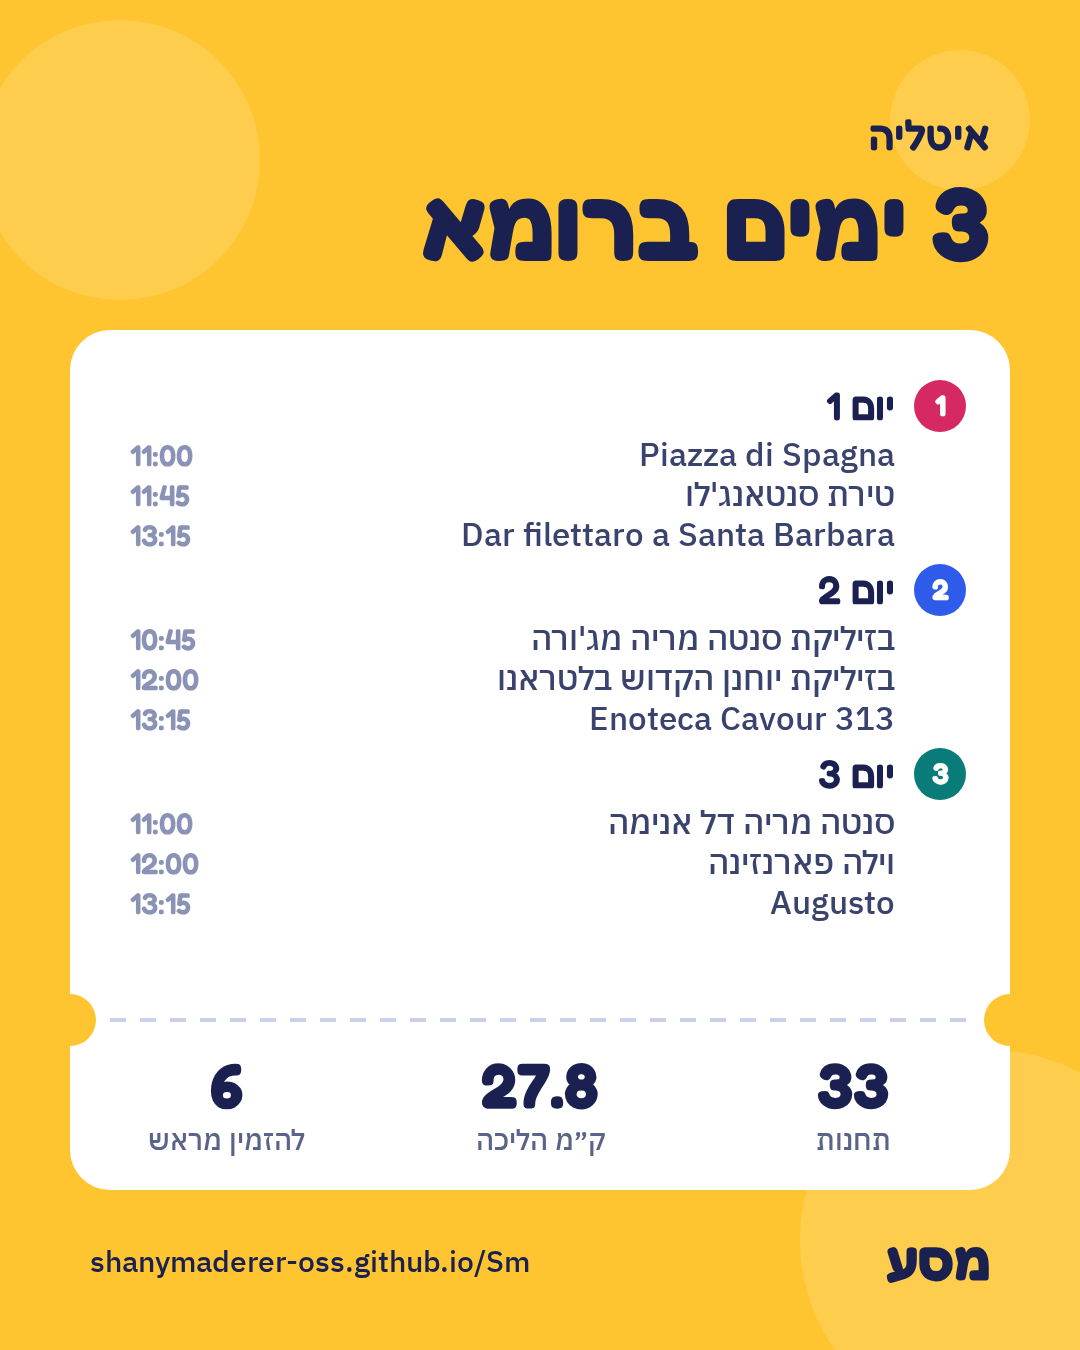 איטליה
3 ימים ברומא
1 יום 1
Piazza di Spagna 11:00
טירת סנטאנג'לו 11:45
Dar filettaro a Santa Barbara 13:15
2 יום 2
בזיליקת סנטה מריה מג'ורה 10:45
בזיליקת יוחנן הקדוש בלטראנו 12:00
Enoteca Cavour 313 13:15
3 יום 3
סנטה מריה דל אנימה 11:00
וילה פארנזינה 12:00
Augusto 13:15
33 27.8 6
תחנות ק״מ הליכה להזמין מראש
מסע shanymaderer-oss.github.io/Sm